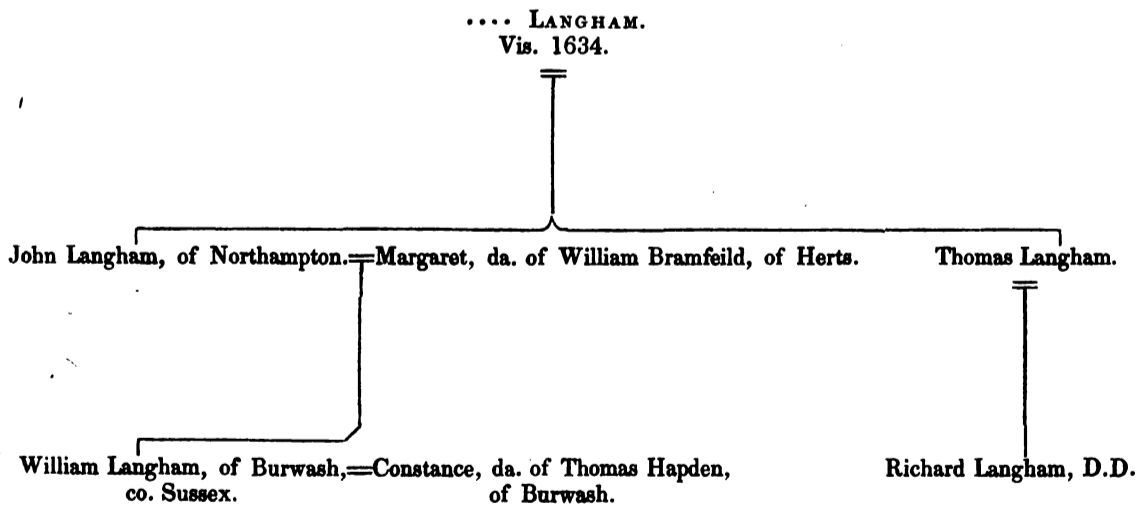 .... LANGHAM.
Vis. 1634.
John Langham, of Northampton.=Margaret, da. of William Bramfeild, of Herts.
Thomas Langham.
William Langham, of Burwash,=Constance, da. of Thomas Hapden,
co. Sussex.
of Burwash.
Richard Langham, D.D.